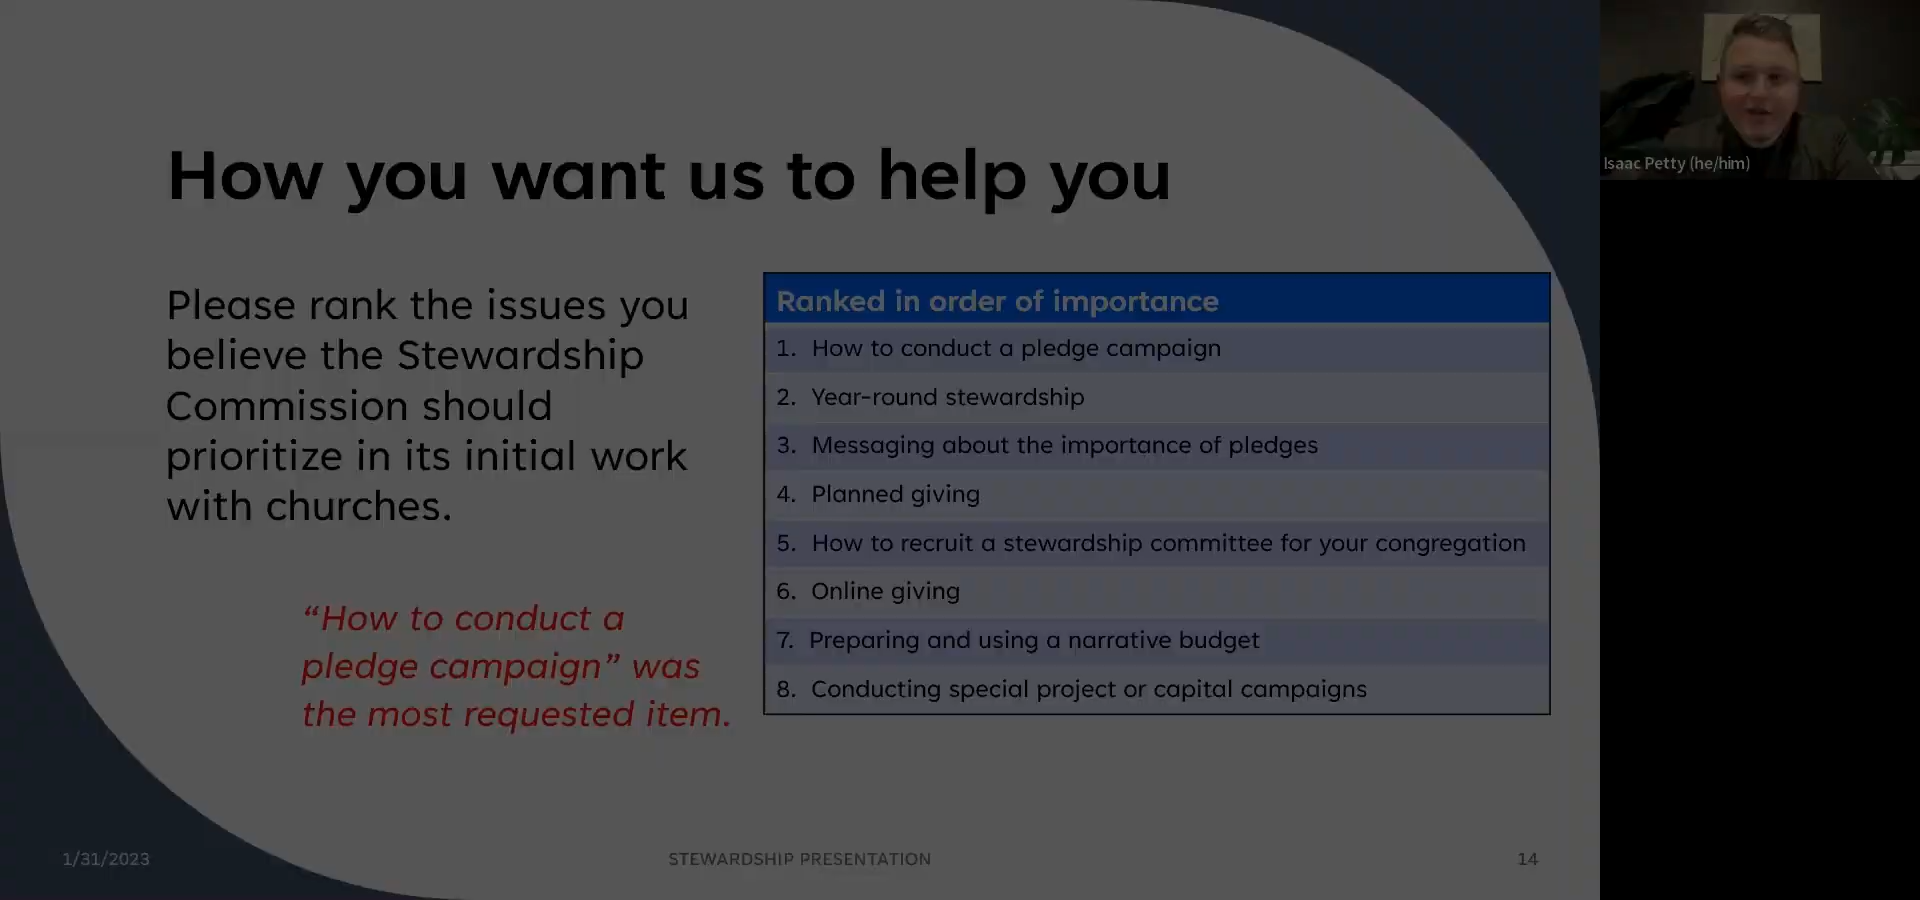 How you want us to help you
Please rank the issues you
believe the Stewardship
Commission should
prioritize in its initial work
with churches.
“How to conduct a
pledge campaign” was
the most requested item.
Ranked in order of importance
1. How to conduct a pledge campaign
2. Year-round stewardship
3. Messaging about the importance of pledges
4. Planned giving
5. How to recruit a stewardship committee for your congregation
6. Online giving
7. Preparing and using a narrative budget
8. Conducting special project or capital campaigns
1/31/2023
STEWARDSHIP PRESENTATION
14
Isaac Petty (he/him)